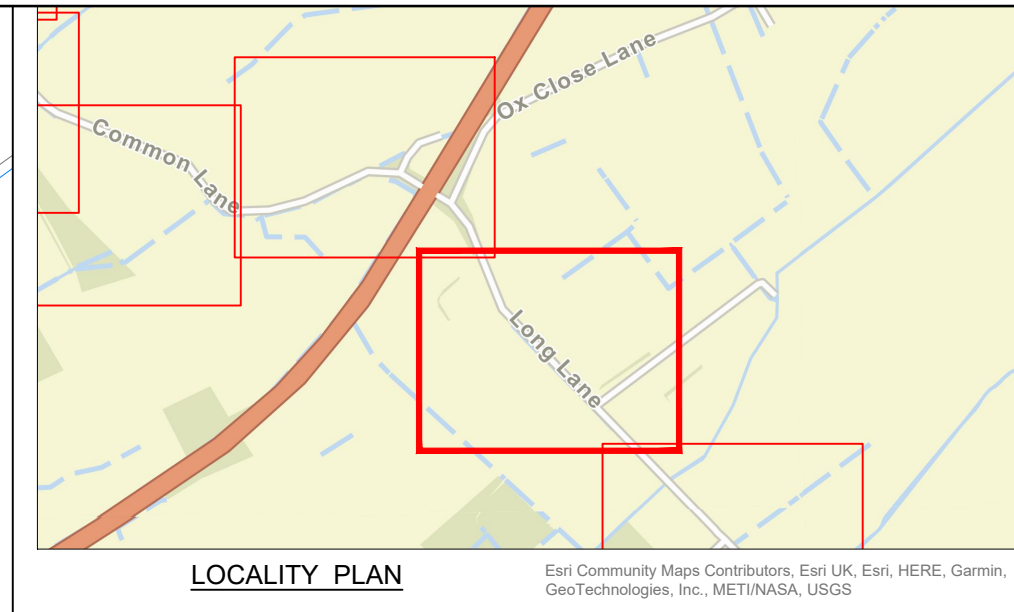 Ox Close Lane
Common Lane
Long Lane
LOCALITY PLAN
Esri Community Maps Contributors, Esri UK, Esri, HERE, Garmin,
GeoTechnologies, Inc., METI/NASA, USGS